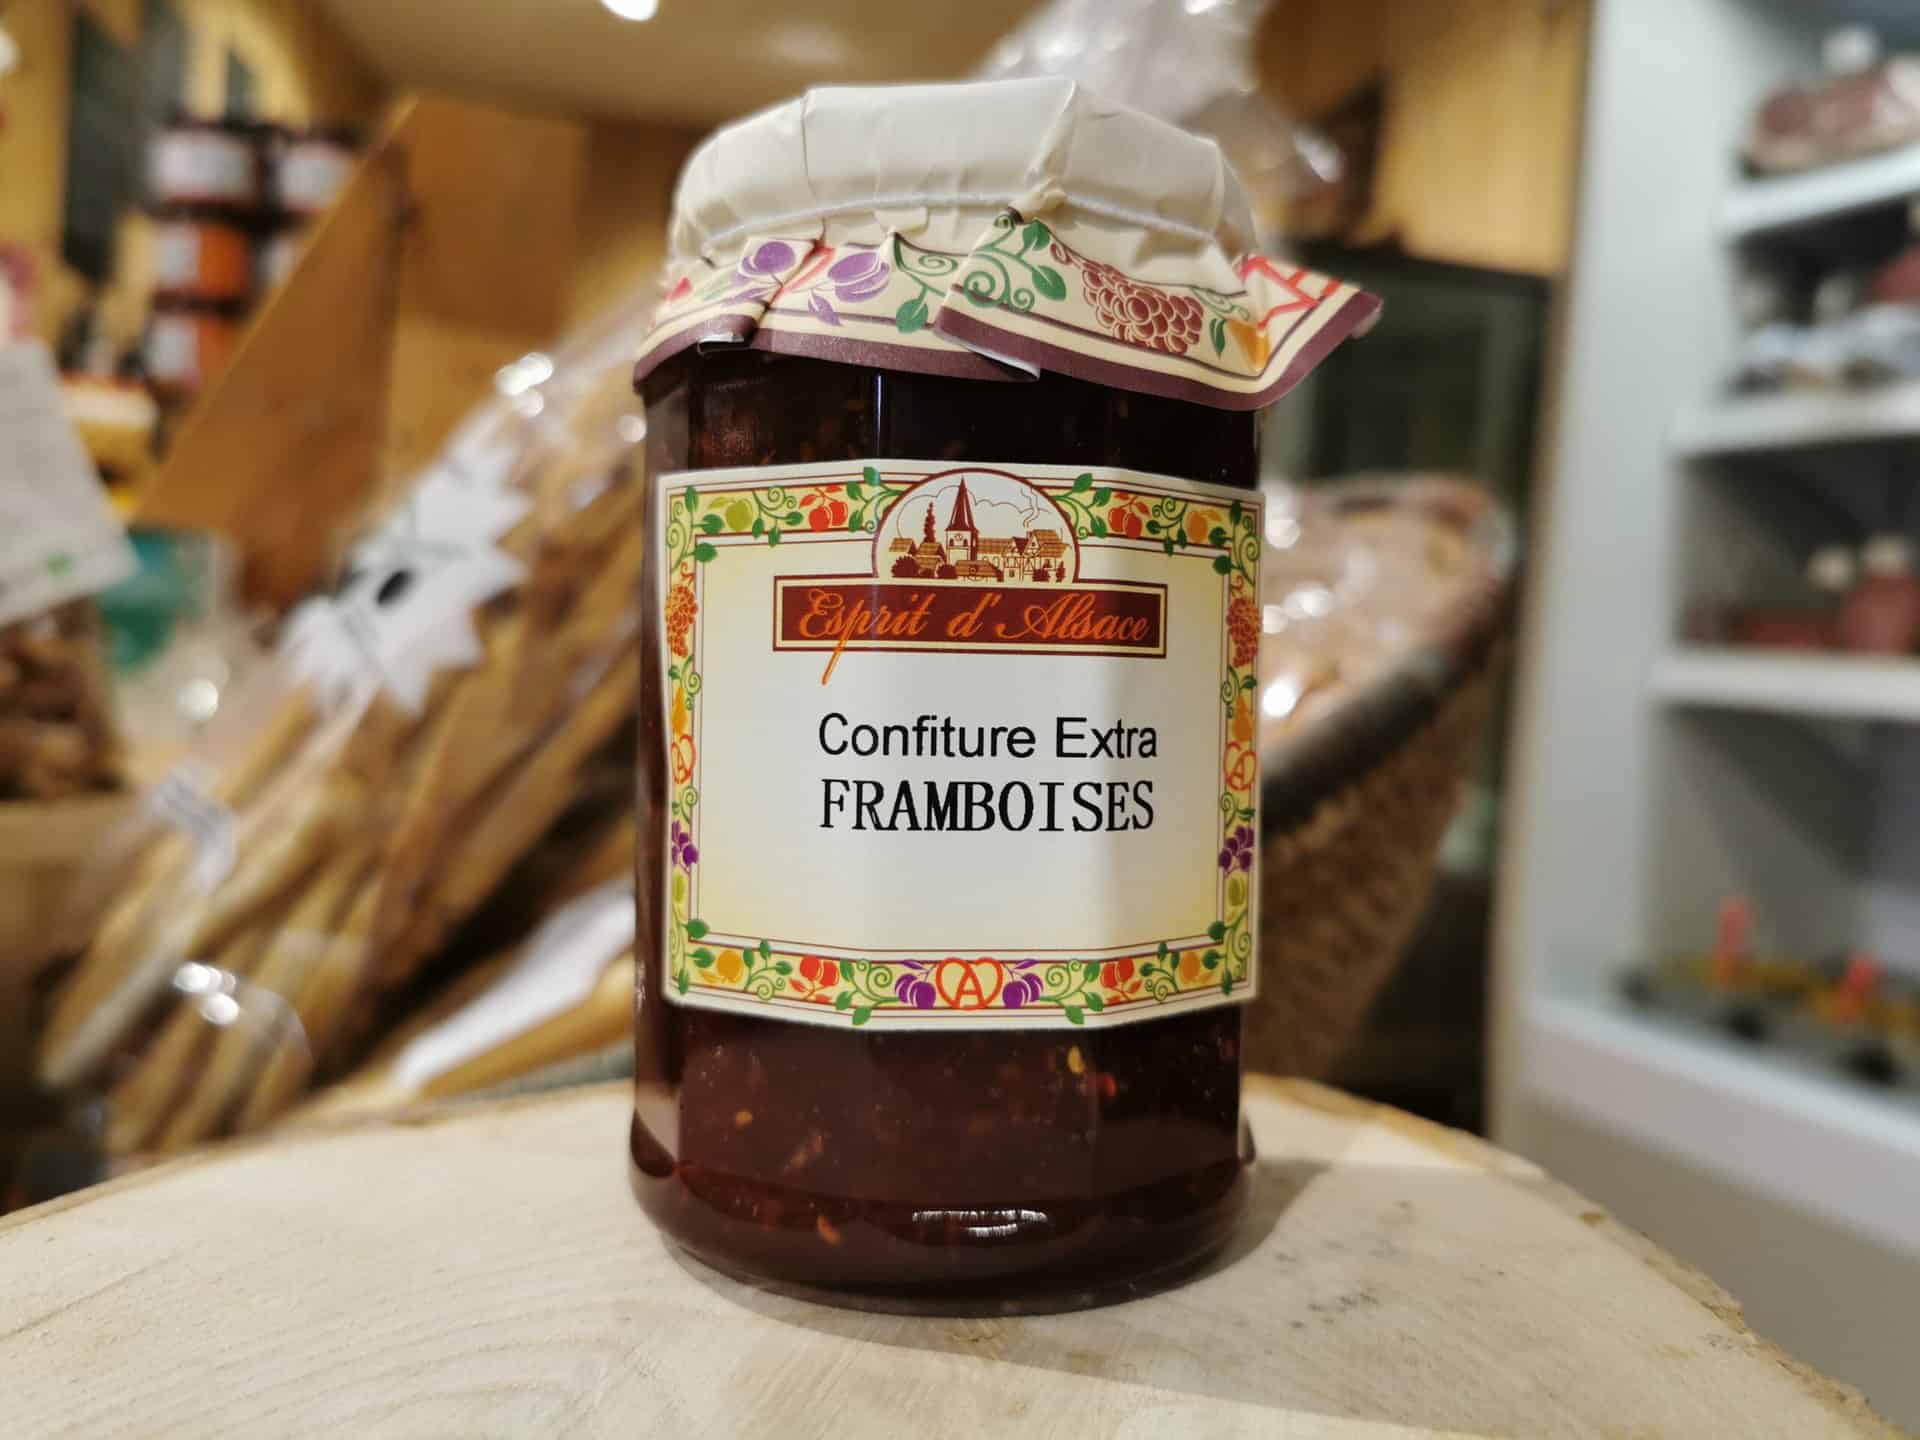 Esprit d'Alsace
Confiture Extra
FRAMBOISES